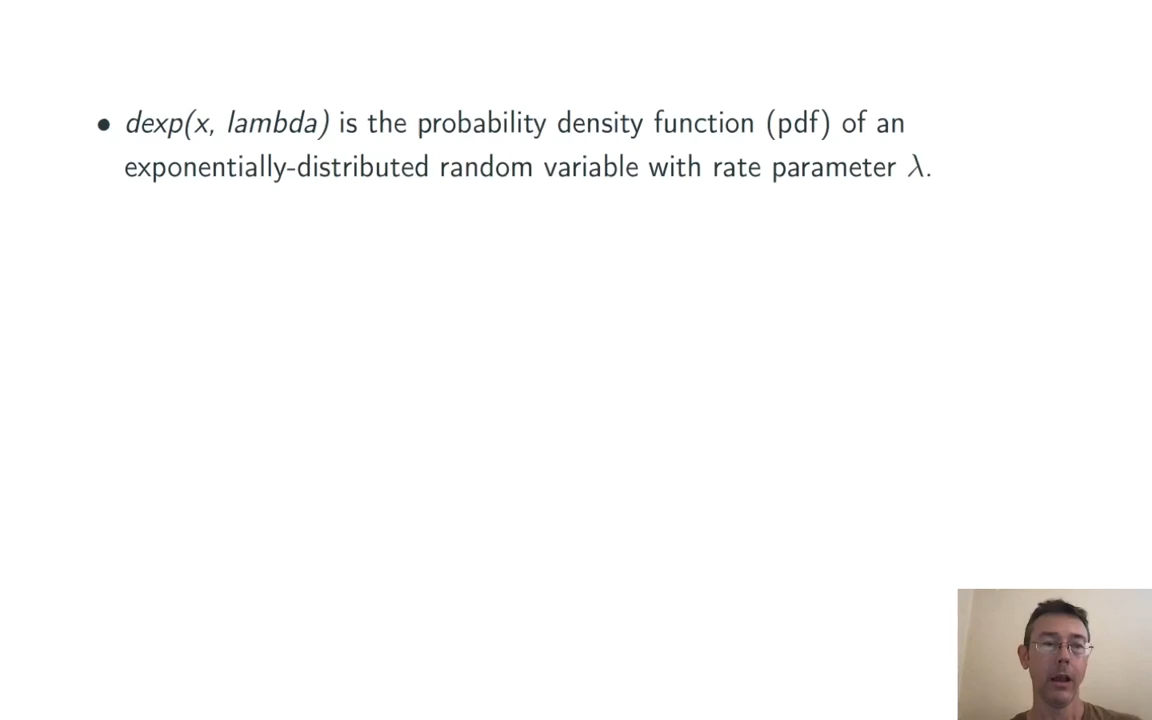 • dexp(x, lambda) is the probability density function (pdf) of an
exponentially-distributed random variable with rate parameter λ.